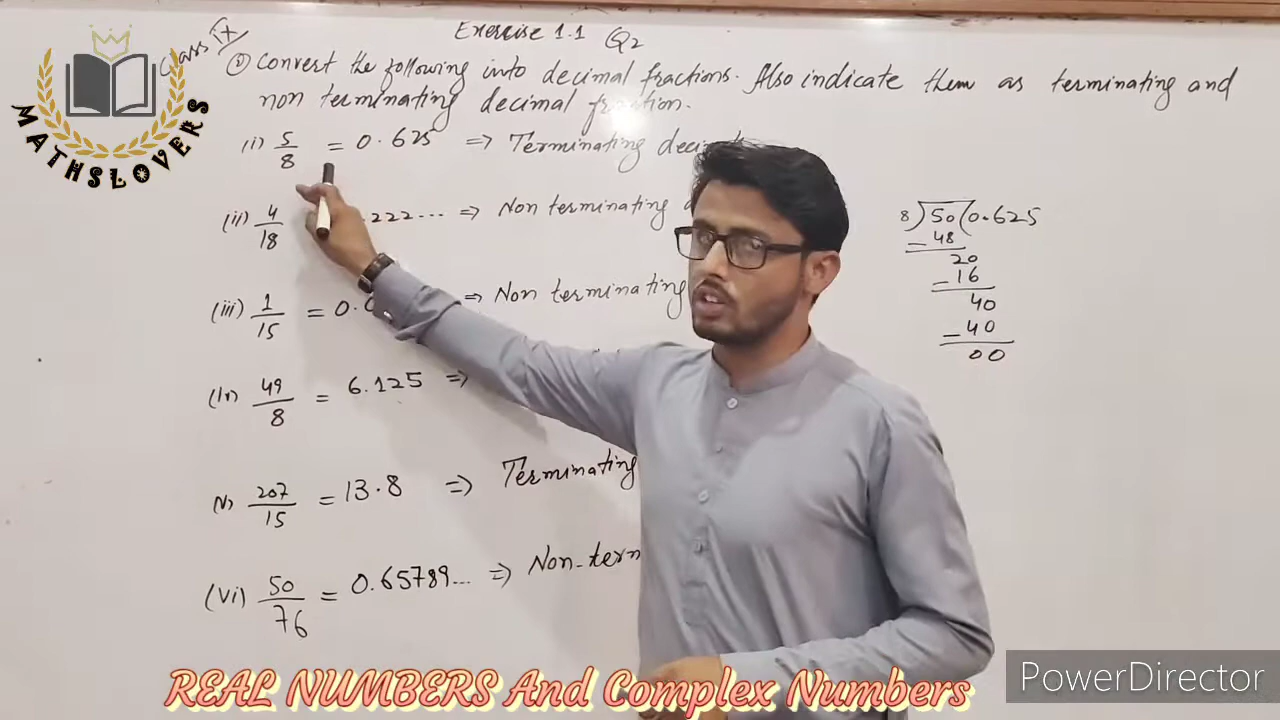 Exercise 1.1 Q2
Class
① Convert the following into decimal fractions. Also indicate them as terminating and
non terminating decimal fraction.
(i) 5/8 = 0.625 => Terminating
(ii) 4/18 .222... => Non terminating
(iii) 1/15 = 0. => Non terminating
(iv) 49/8 = 6.125 =>
(v) 207/15 = 13.8 => Terminating
(vi) 50/76 = 0.65789... => Non-term
8)50(0.625
-48
20
-16
40
-40
00
MATHSLOVERS
REAL NUMBERS And Complex Numbers
PowerDirector